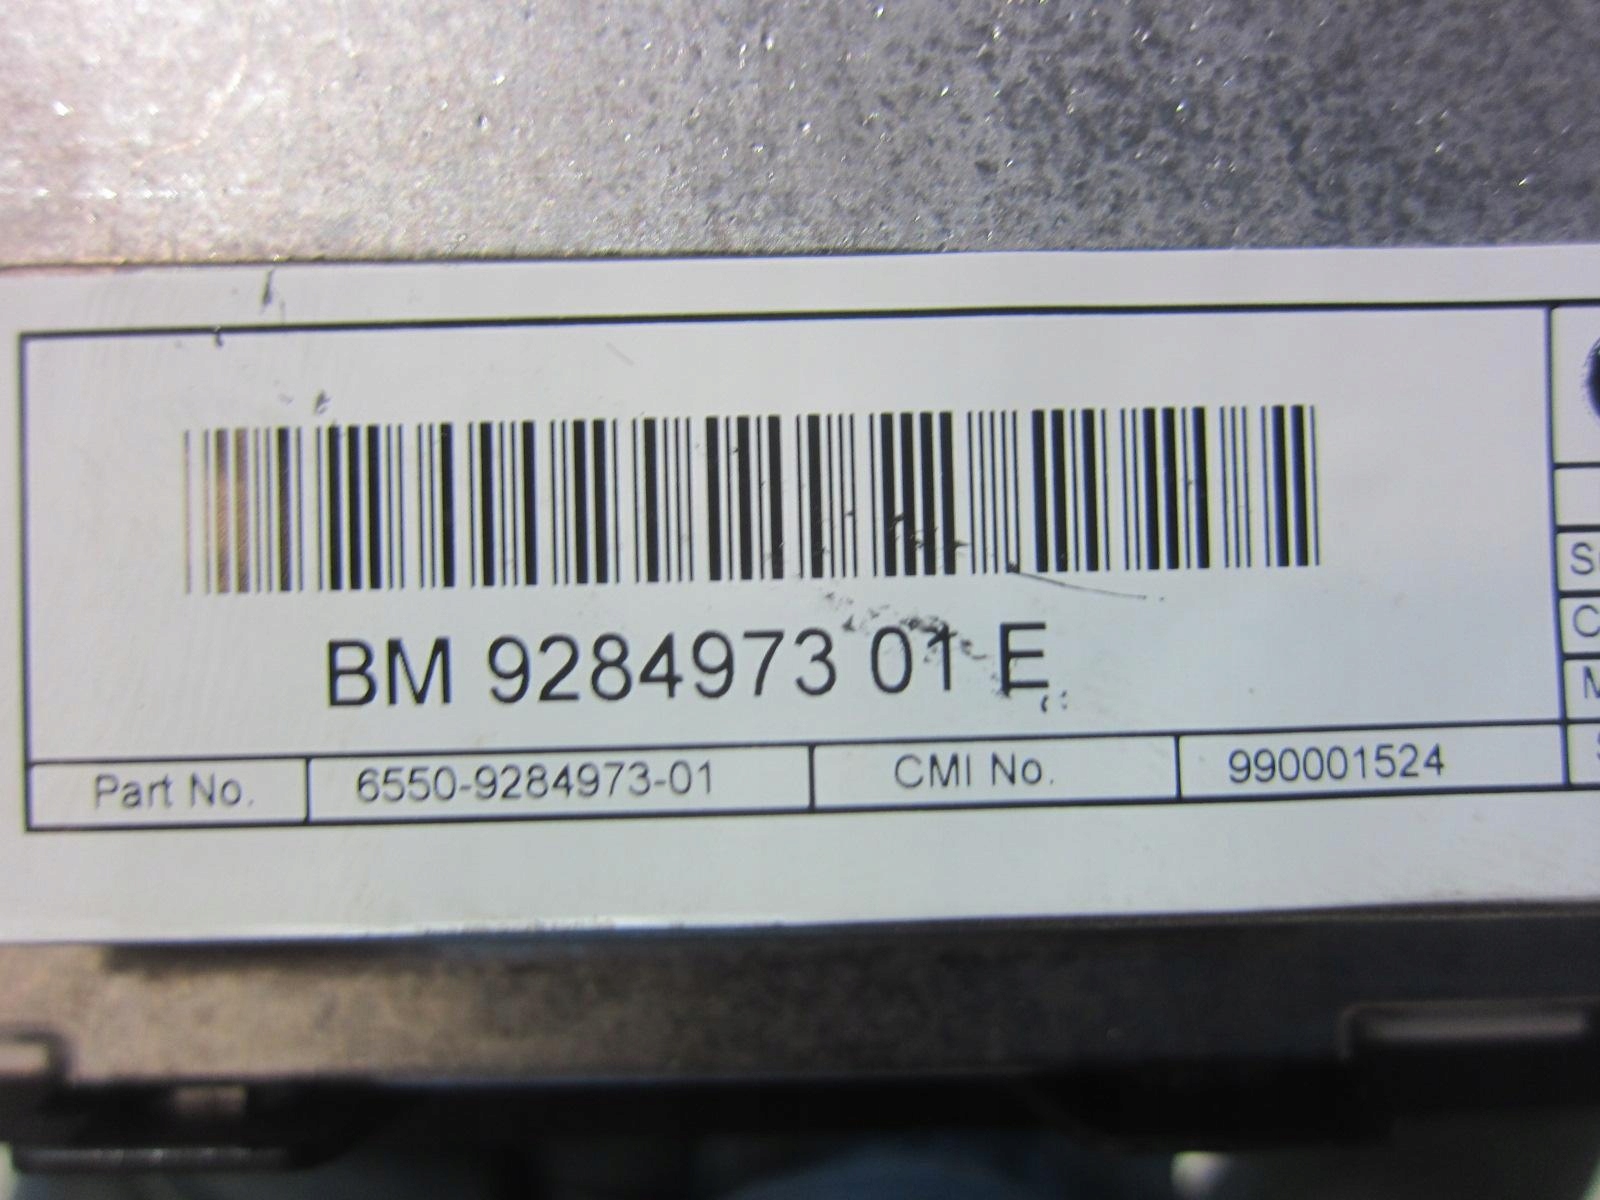 BM 9284973 01 E
Part No. 6550-9284973-01 CMI No. 990001524